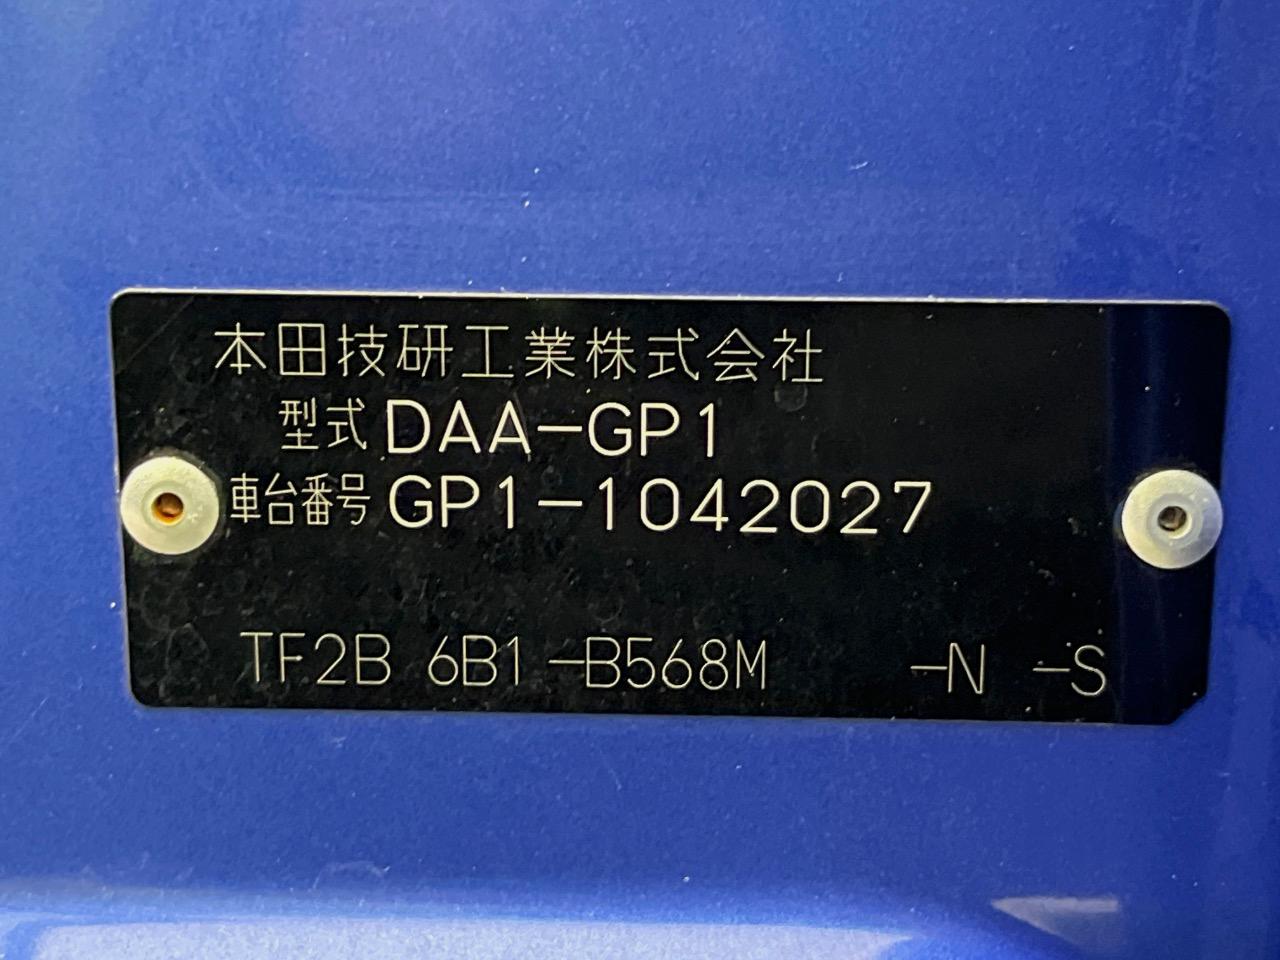 本田技研工業株式会社
型式 DAA-GP1
車台番号 GP1-1042027
TF2B 6B1 -B568M -N -S